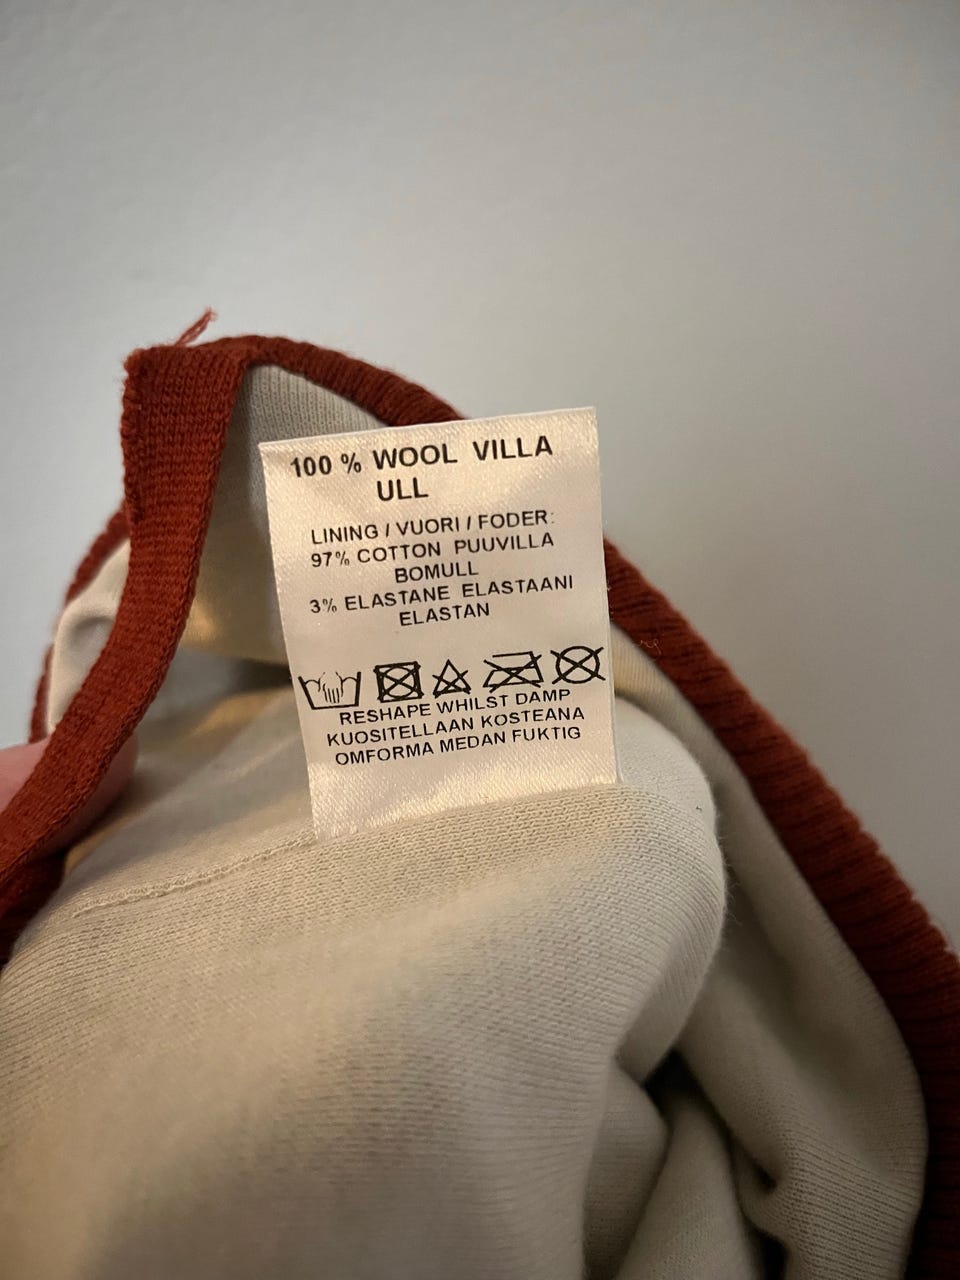 100 % WOOL VILLA
ULL
LINING / VUORI / FODER:
97% COTTON PUUVILLA
BOMULL
3% ELASTANE ELASTAANI
ELASTAN
RESHAPE WHILST DAMP
KUOSITELLAAN KOSTEANA
OMFORMA MEDAN FUKTIG